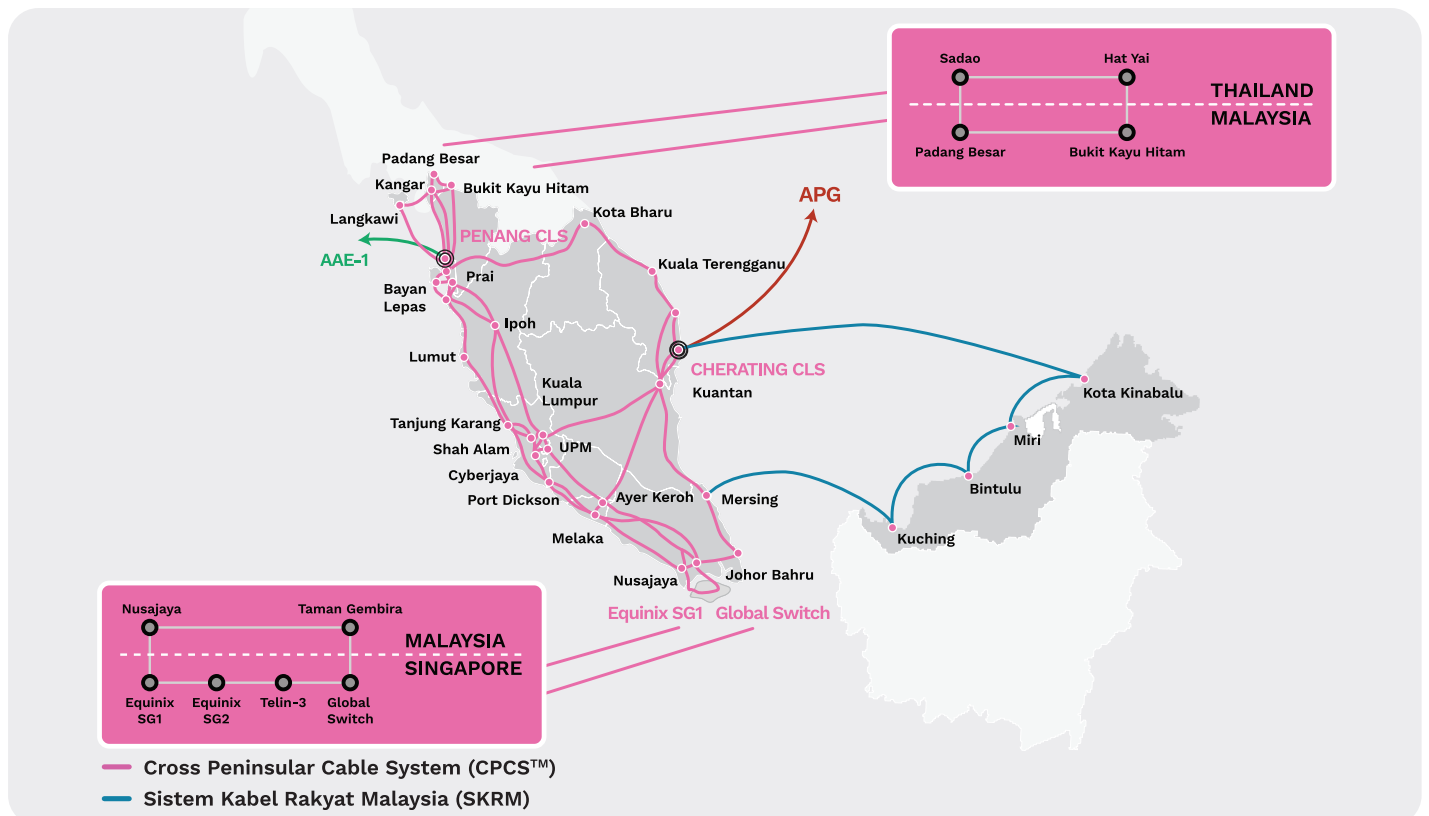 Sadao
Hat Yai
THAILAND
MALAYSIA
Padang Besar
Bukit Kayu Hitam
Padang Besar
Kangar
Bukit Kayu Hitam
Langkawi
APG
Kota Bharu
PENANG CLS
AAE-1
Kuala Terengganu
Prai
Bayan
Lepas
Ipoh
Lumut
CHERATING CLS
Kuala
Lumpur
Kuantan
Kota Kinabalu
Tanjung Karang
Miri
Shah Alam
UPM
Cyberjaya
Bintulu
Port Dickson
Ayer Keroh
Mersing
Melaka
Kuching
Nusajaya
Johor Bahru
Equinix SG1
Global Switch
Nusajaya
Taman Gembira
MALAYSIA
SINGAPORE
Equinix
SG1
Equinix
SG2
Telin-3
Global
Switch
Cross Peninsular Cable System (CPCS™)
Sistem Kabel Rakyat Malaysia (SKRM)